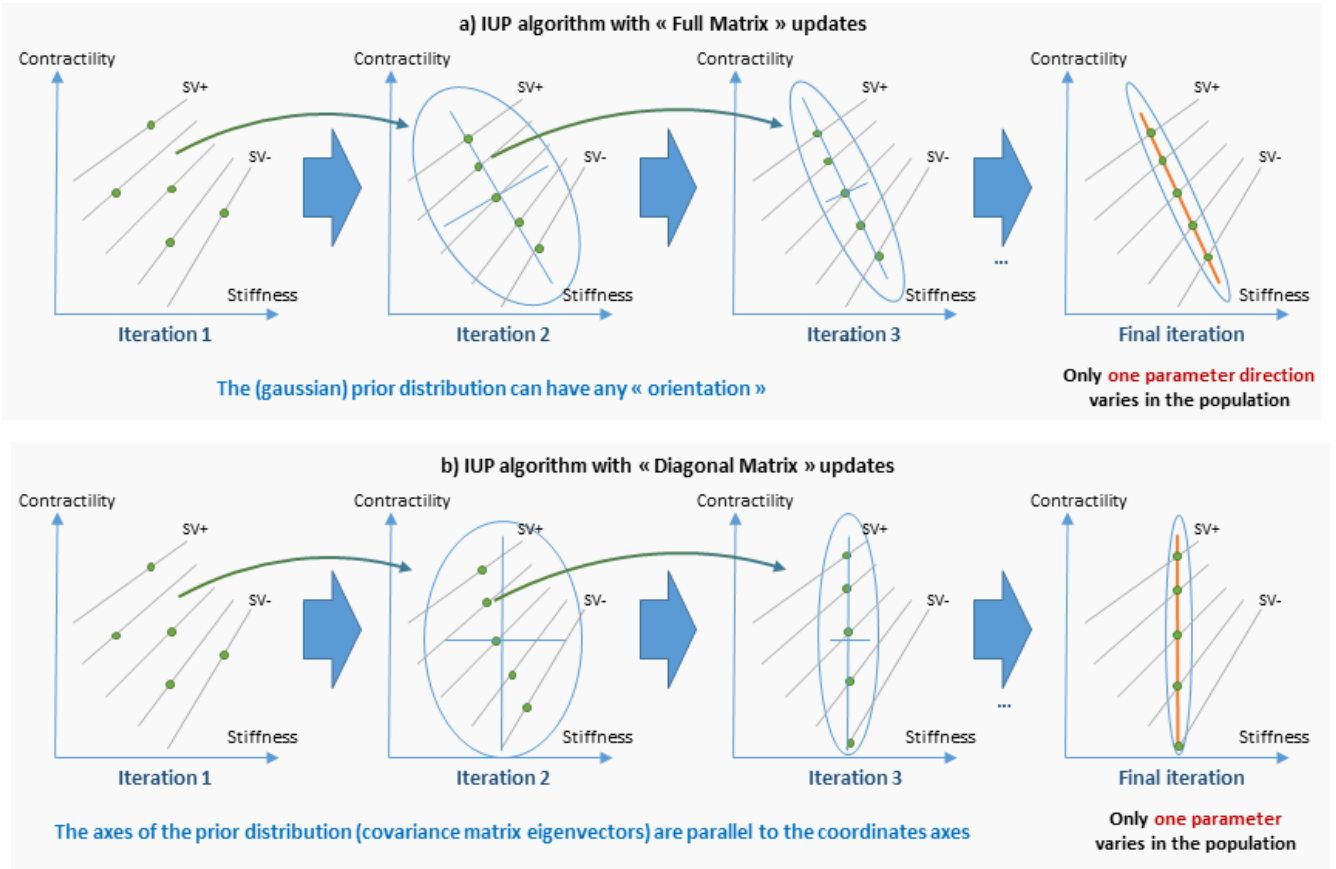 a) IUP algorithm with « Full Matrix » updates
Contractility
Contractility
Contractility
Contractility
SV+
SV+
SV+
SV+
SV-
SV-
SV-
SV-
...
Stiffness
Stiffness
Stiffness
Stiffness
Iteration 1
Iteration 2
Iteration 3
Final iteration
The (gaussian) prior distribution can have any « orientation »
Only one parameter direction
varies in the population
b) IUP algorithm with « Diagonal Matrix » updates
Contractility
Contractility
Contractility
Contractility
SV+
SV+
SV+
SV+
SV-
SV-
SV-
SV-
...
Stiffness
Stiffness
Stiffness
Stiffness
Iteration 1
Iteration 2
Iteration 3
Final iteration
The axes of the prior distribution (covariance matrix eigenvectors) are parallel to the coordinates axes
Only one parameter
varies in the population